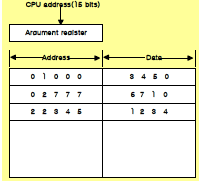 CPU address(15 bits)
Argument register
Address Data
0 1 0 0 0 3 4 5 0
0 2 7 7 7 6 7 1 0
2 2 3 4 5 1 2 3 4